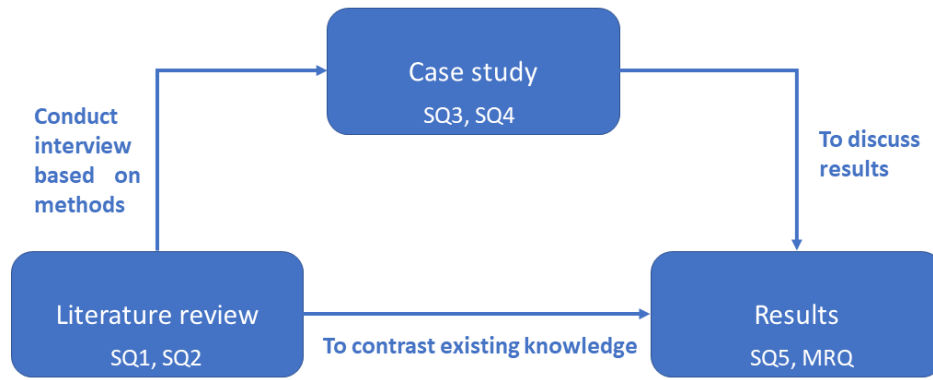 Case study
SQ3, SQ4
Conduct
interview
based on
methods
To discuss
results
Literature review
SQ1, SQ2
To contrast existing knowledge
Results
SQ5, MRQ